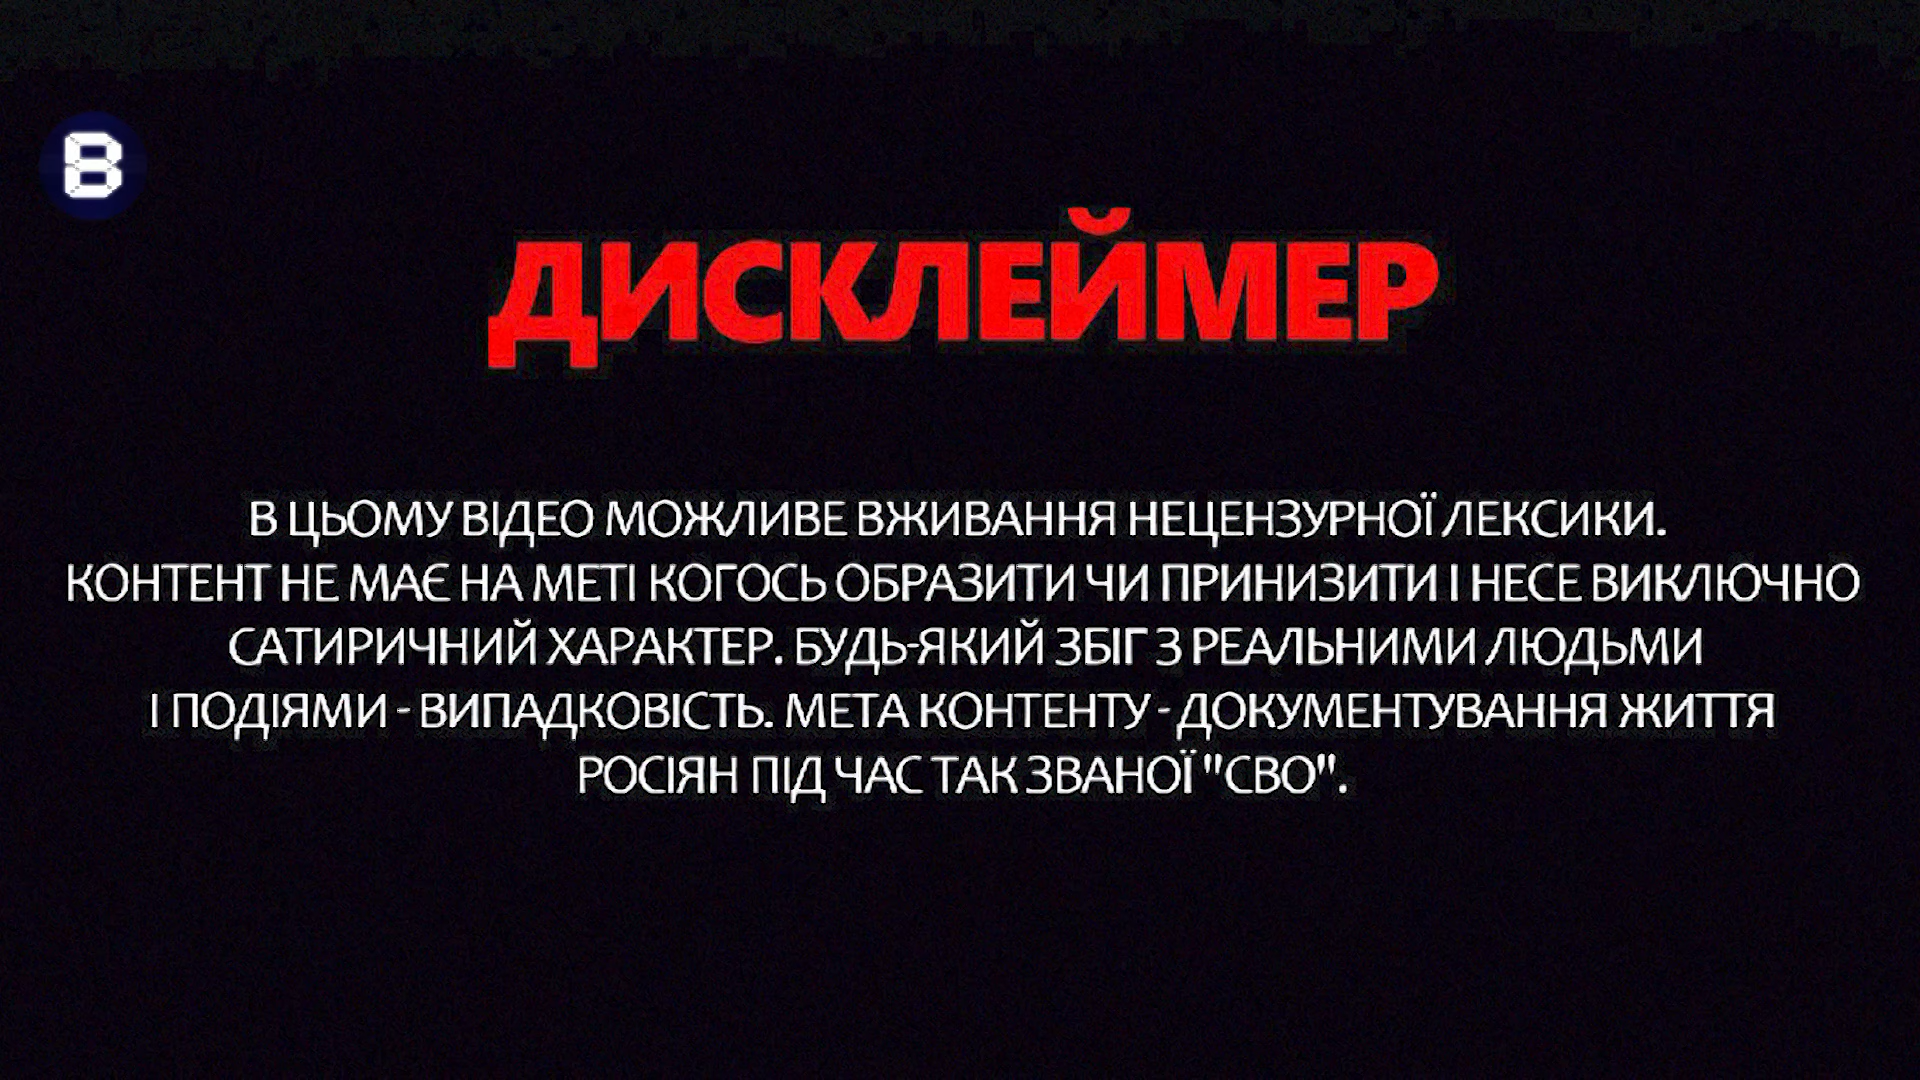 В
ДИСКЛЕЙМЕР
В ЦЬОМУ ВІДЕО МОЖЛИВЕ ВЖИВАННЯ НЕЦЕНЗУРНОЇ ЛЕКСИКИ.
КОНТЕНТ НЕ МАЄ НА МЕТІ КОГОСЬ ОБРАЗИТИ ЧИ ПРИНИЗИТИ І НЕСЕ ВИКЛЮЧНО
САТИРИЧНИЙ ХАРАКТЕР. БУДЬ-ЯКИЙ ЗБІГ З РЕАЛЬНИМИ ЛЮДЬМИ
І ПОДІЯМИ - ВИПАДКОВІСТЬ. МЕТА КОНТЕНТУ - ДОКУМЕНТУВАННЯ ЖИТТЯ
РОСІЯН ПІД ЧАС ТАК ЗВАНОЇ "СВО".